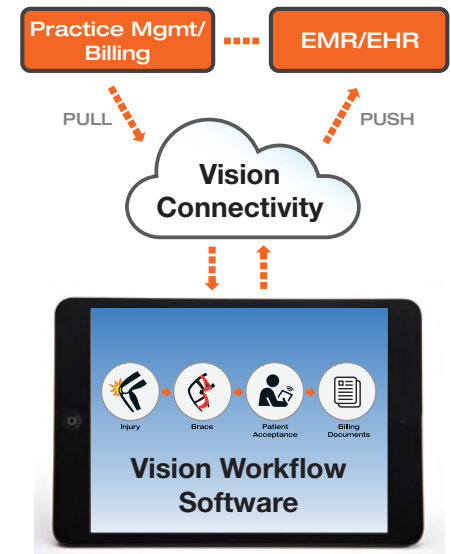 Practice Mgmt/
Billing
EMR/EHR
PULL
PUSH
Vision
Connectivity
Injury
Brace
Patient
Acceptance
Billing
Documents
Vision Workflow
Software